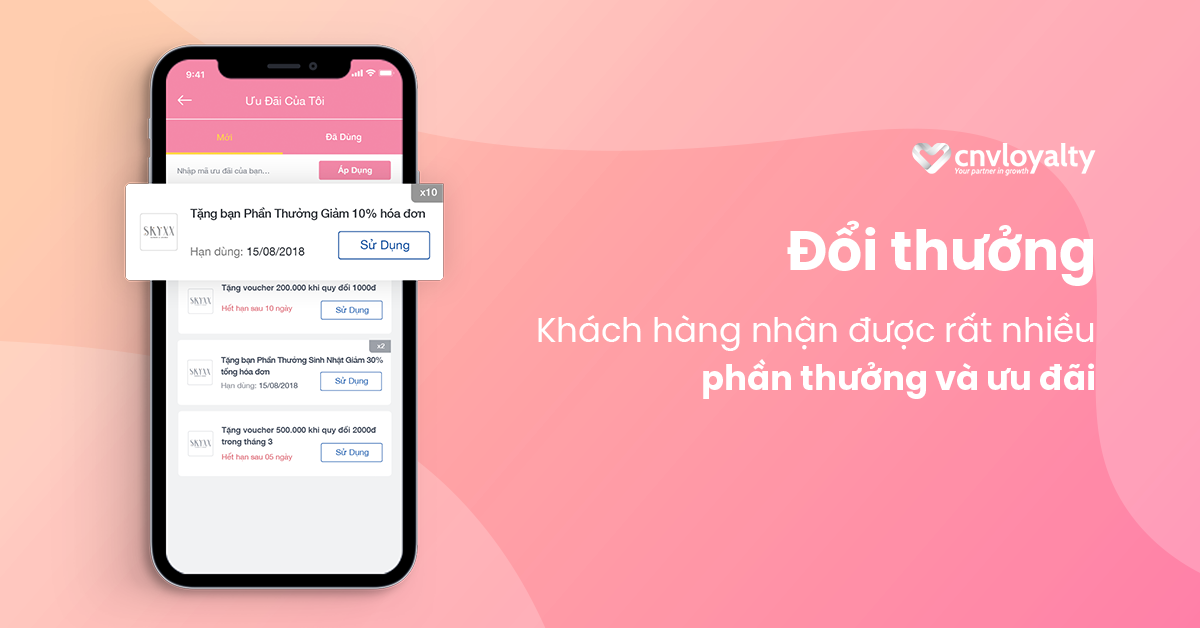 9:41
Ưu Đãi Của Tôi
Mới
Đã Dùng
Nhập mã ưu đãi của bạn...
Áp Dụng
x10
Tặng bạn Phần Thưởng Giảm 10% hóa đơn
SKYXX
Hạn dùng: 15/08/2018
Sử Dụng
Tặng voucher 200.000 khi quy đổi 1000đ
SKYXX
Hết hạn sau 10 ngày
Sử Dụng
x2
Tặng bạn Phần Thưởng Sinh Nhật Giảm 30%
tổng hóa đơn
SKYXX
Hạn dùng: 15/08/2018
Sử Dụng
Tặng voucher 500.000 khi quy đổi 2000đ
trong tháng 3
SKYXX
Hết hạn sau 05 ngày
Sử Dụng
cnvloyalty
Your partner in growth
Đổi thưởng
Khách hàng nhận được rất nhiều
phần thưởng và ưu đãi